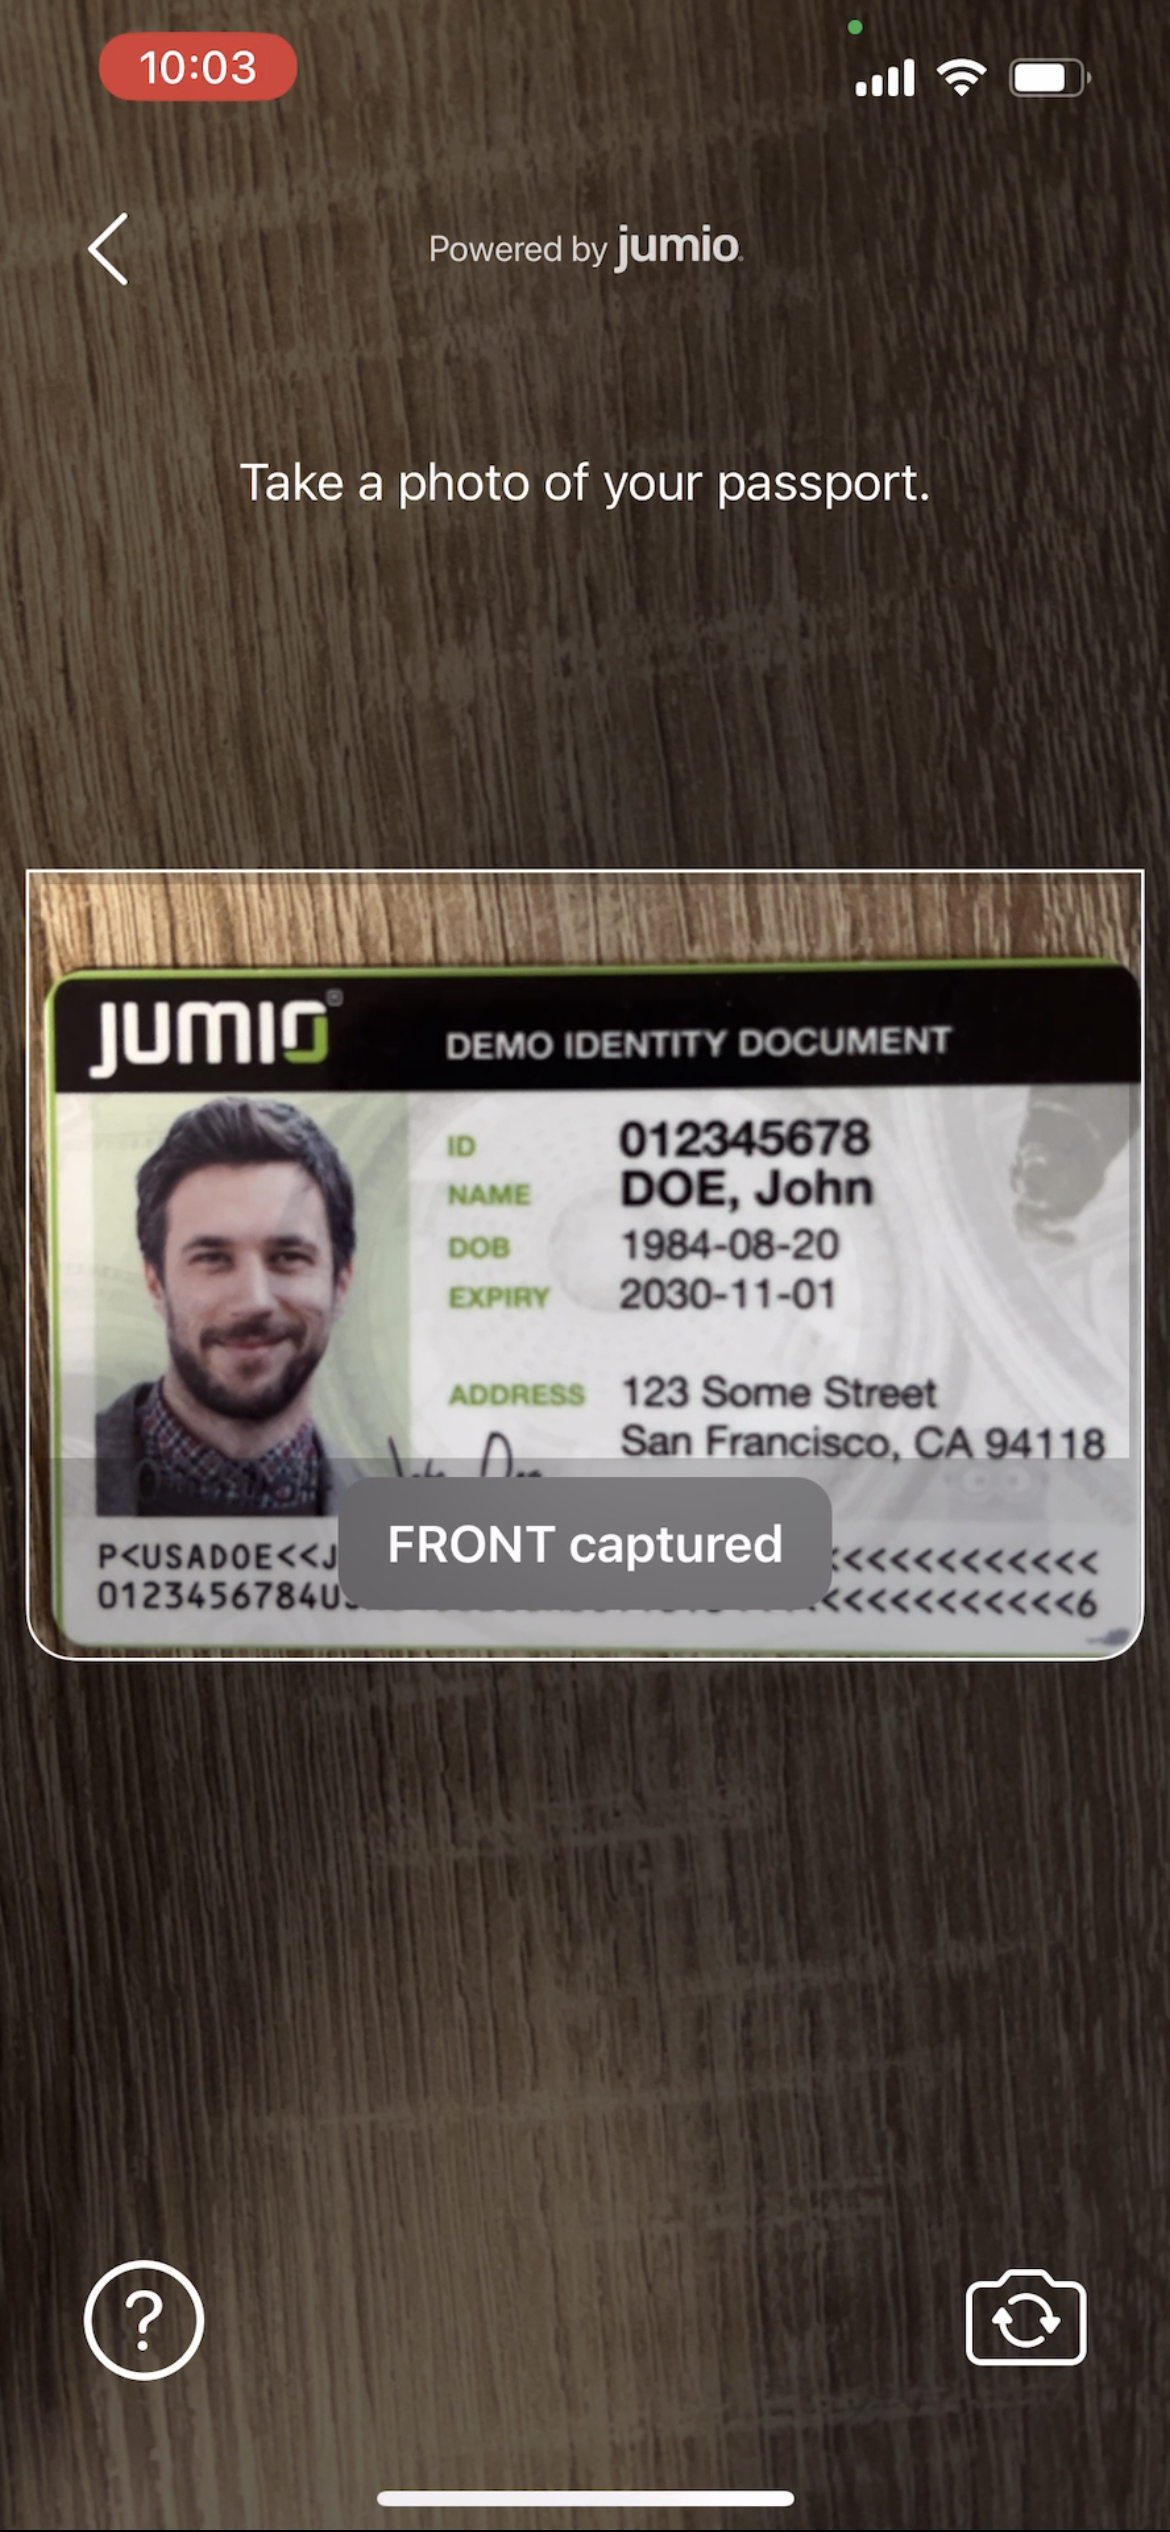 10:03
Powered by jumio
Take a photo of your passport.
JUMIO®
DEMO IDENTITY DOCUMENT
ID 012345678
NAME DOE, John
DOB 1984-08-20
EXPIRY 2030-11-01
ADDRESS 123 Some Street
San Francisco, CA 94118
FRONT captured
P<USADOE<<J <<<<<<<<<<<<
0123456784U <<<<<<<<<<<<6
?